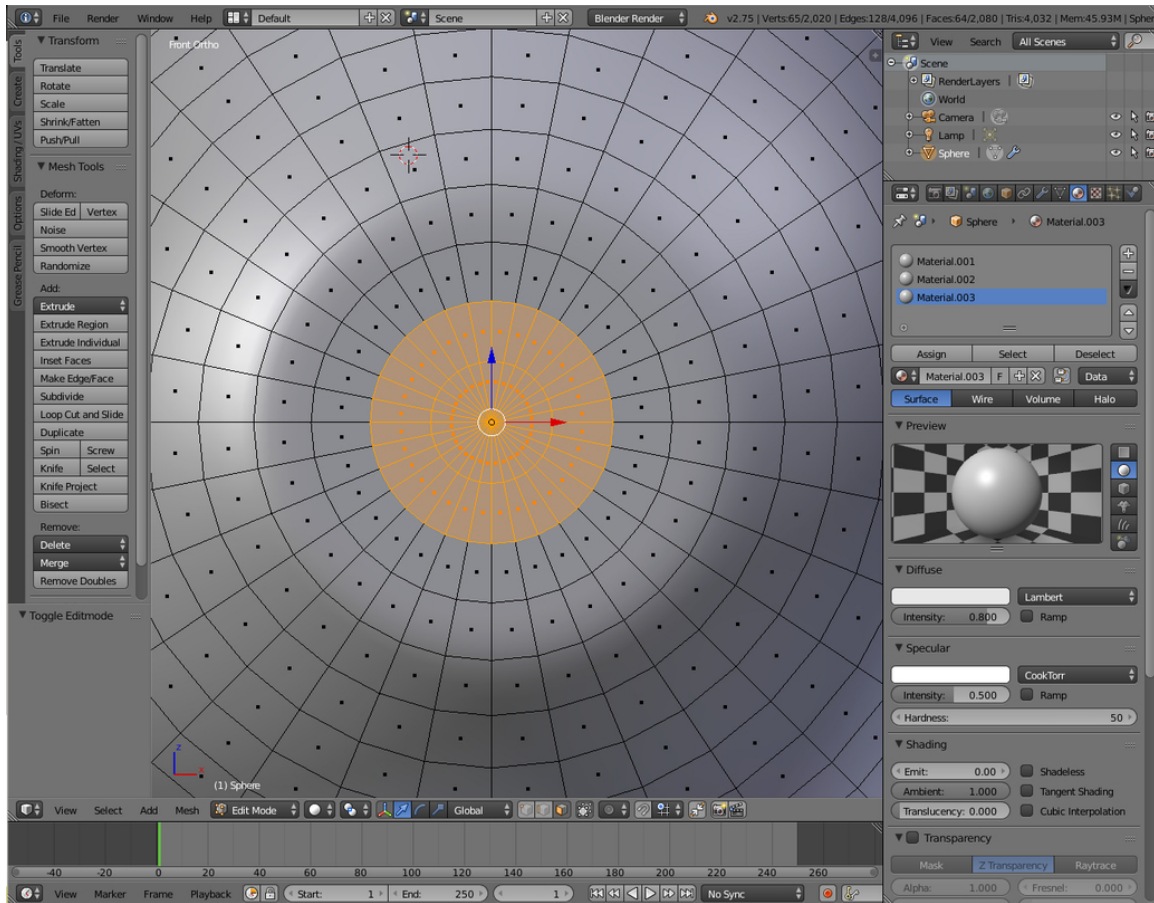 File Render Window Help Default Scene Blender Render v2.75 | Verts:65/2,020 | Edges:128/4,096 | Faces:64/2,080 | Tris:4,032 | Mem:45.93M | Spher
Tools
Create
Shading / UVs
Options
Grease Pencil
Transform
Translate
Rotate
Scale
Shrink/Fatten
Push/Pull
Mesh Tools
Deform:
Slide Ed Vertex
Noise
Smooth Vertex
Randomize
Add:
Extrude
Extrude Region
Extrude Individual
Inset Faces
Make Edge/Face
Subdivide
Loop Cut and Slide
Duplicate
Spin Screw
Knife Select
Knife Project
Bisect
Remove:
Delete
Merge
Remove Doubles
Toggle Editmode
Front Ortho
z
x
(1) Sphere
View Select Add Mesh Edit Mode Global
-40 -20 0 20 40 60 80 100 120 140 160 180 200 220 240 260
View Marker Frame Playback Start: 1 End: 250 1 No Sync
View Search All Scenes
Scene
RenderLayers |
World
Camera |
Lamp |
Sphere |
Sphere Material.003
Material.001
Material.002
Material.003
Assign Select Deselect
Material.003 F Data
Surface Wire Volume Halo
Preview
Diffuse
Lambert
Intensity: 0.800 Ramp
Specular
CookTorr
Intensity: 0.500 Ramp
Hardness: 50
Shading
Emit: 0.00 Shadeless
Ambient: 1.000 Tangent Shading
Translucency: 0.000 Cubic Interpolation
Transparency
Mask Z Transparency Raytrace
Alpha: 1.000 Fresnel: 0.000